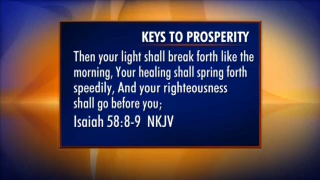 KEYS TO PROSPERITY
Then your light shall break forth like the
morning, Your healing shall spring forth
speedily, And your righteousness
shall go before you;
Isaiah 58:8-9 NKJV